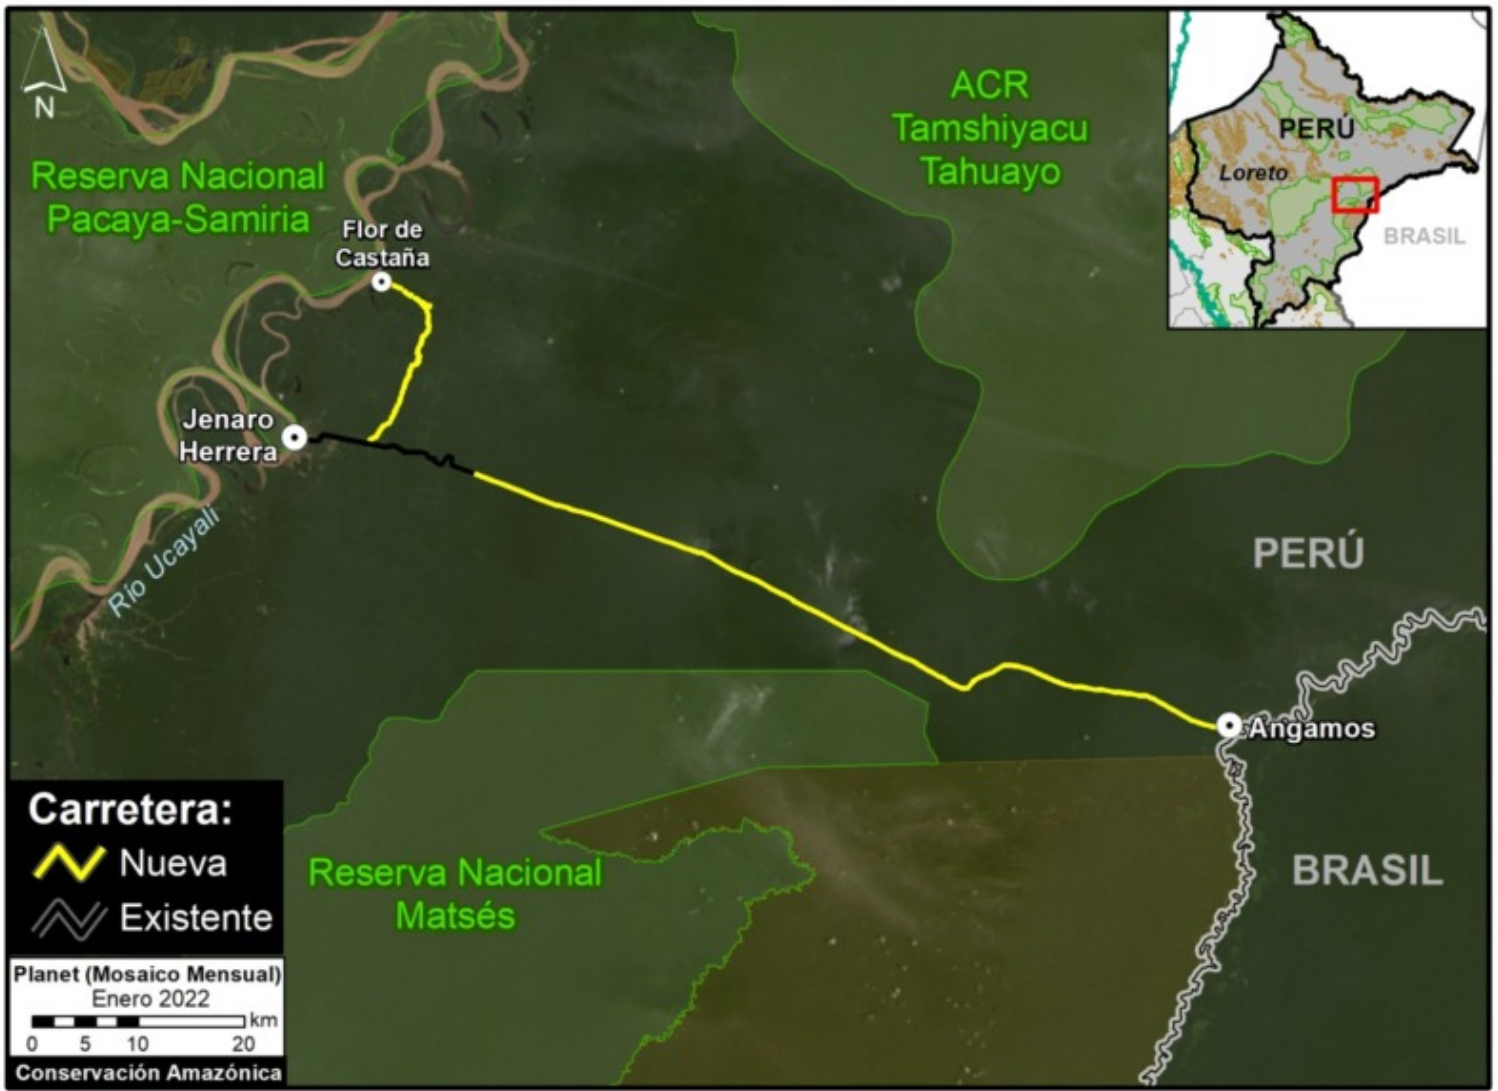 N
Reserva Nacional
Pacaya-Samiria
Flor de
Castaña
ACR
Tamshiyacu
Tahuayo
PERÚ
Loreto
BRASIL
Jenaro
Herrera
Río Ucayali
PERÚ
Angamos
BRASIL
Reserva Nacional
Matsés
Carretera:
Nueva
Existente
Planet (Mosaico Mensual)
Enero 2022
km
0 5 10 20
Conservación Amazónica